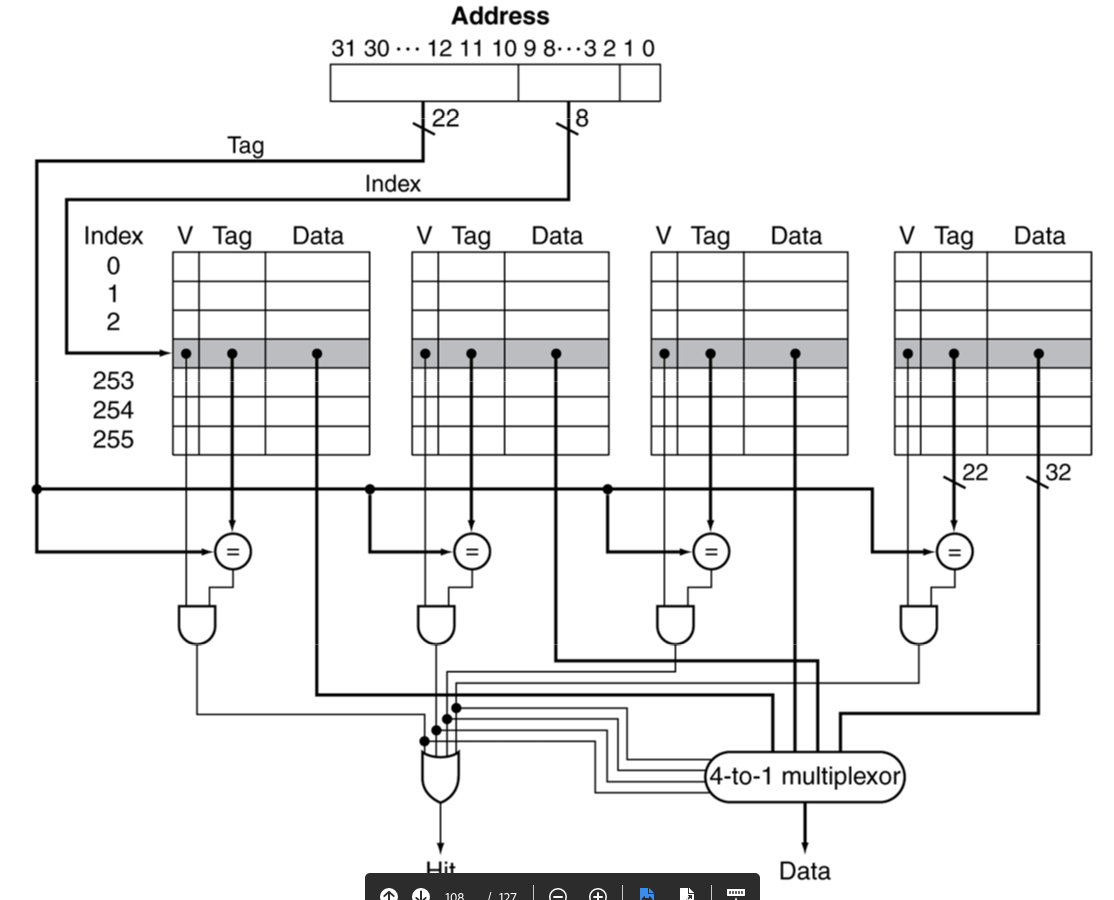 Address
31 30 ··· 12 11 10 9 8···3 2 1 0
22
8
Tag
Index
Index V Tag Data V Tag Data V Tag Data V Tag Data
0
1
2
253
254
255
22 32
= = = =
4-to-1 multiplexor
Hit Data
108 / 127